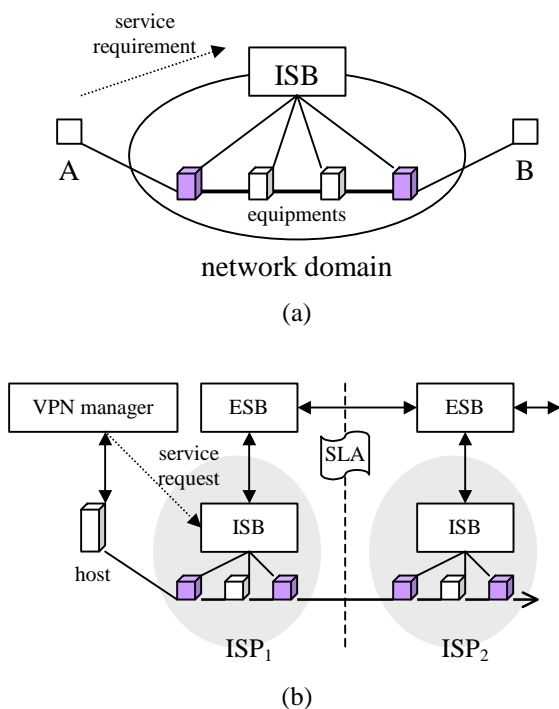 service
requirement
ISB
A
B
equipments
network domain
(a)
VPN manager
ESB
ESB
SLA
service
request
ISB
ISB
host
ISP₁
ISP₂
(b)